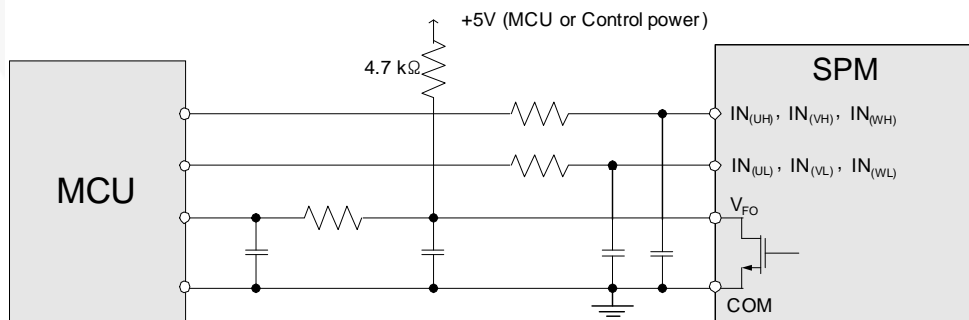 +5V (MCU or Control power)
4.7 kΩ
SPM
MCU
IN(UH), IN(VH), IN(WH)
IN(UL), IN(VL), IN(WL)
VFO
COM